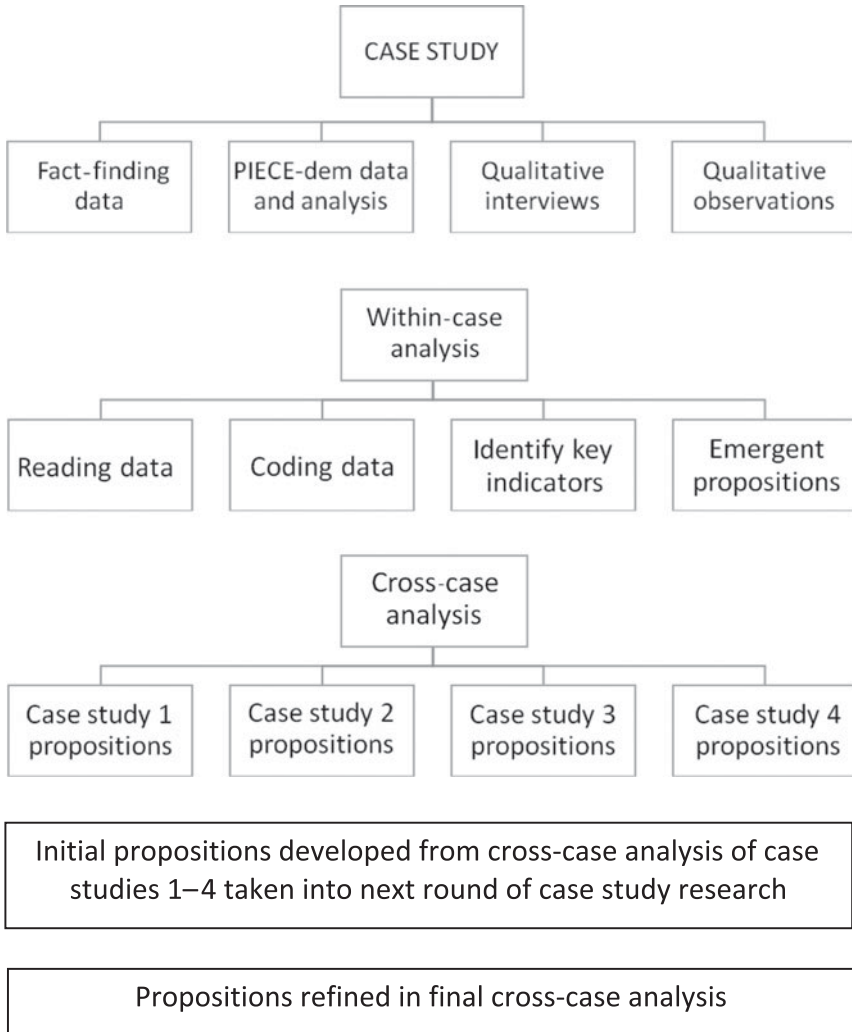 CASE STUDY
Fact-finding
data
PIECE-dem data
and analysis
Qualitative
interviews
Qualitative
observations
Within-case
analysis
Reading data
Coding data
Identify key
indicators
Emergent
propositions
Cross-case
analysis
Case study 1
propositions
Case study 2
propositions
Case study 3
propositions
Case study 4
propositions
Initial propositions developed from cross-case analysis of case
studies 1–4 taken into next round of case study research
Propositions refined in final cross-case analysis